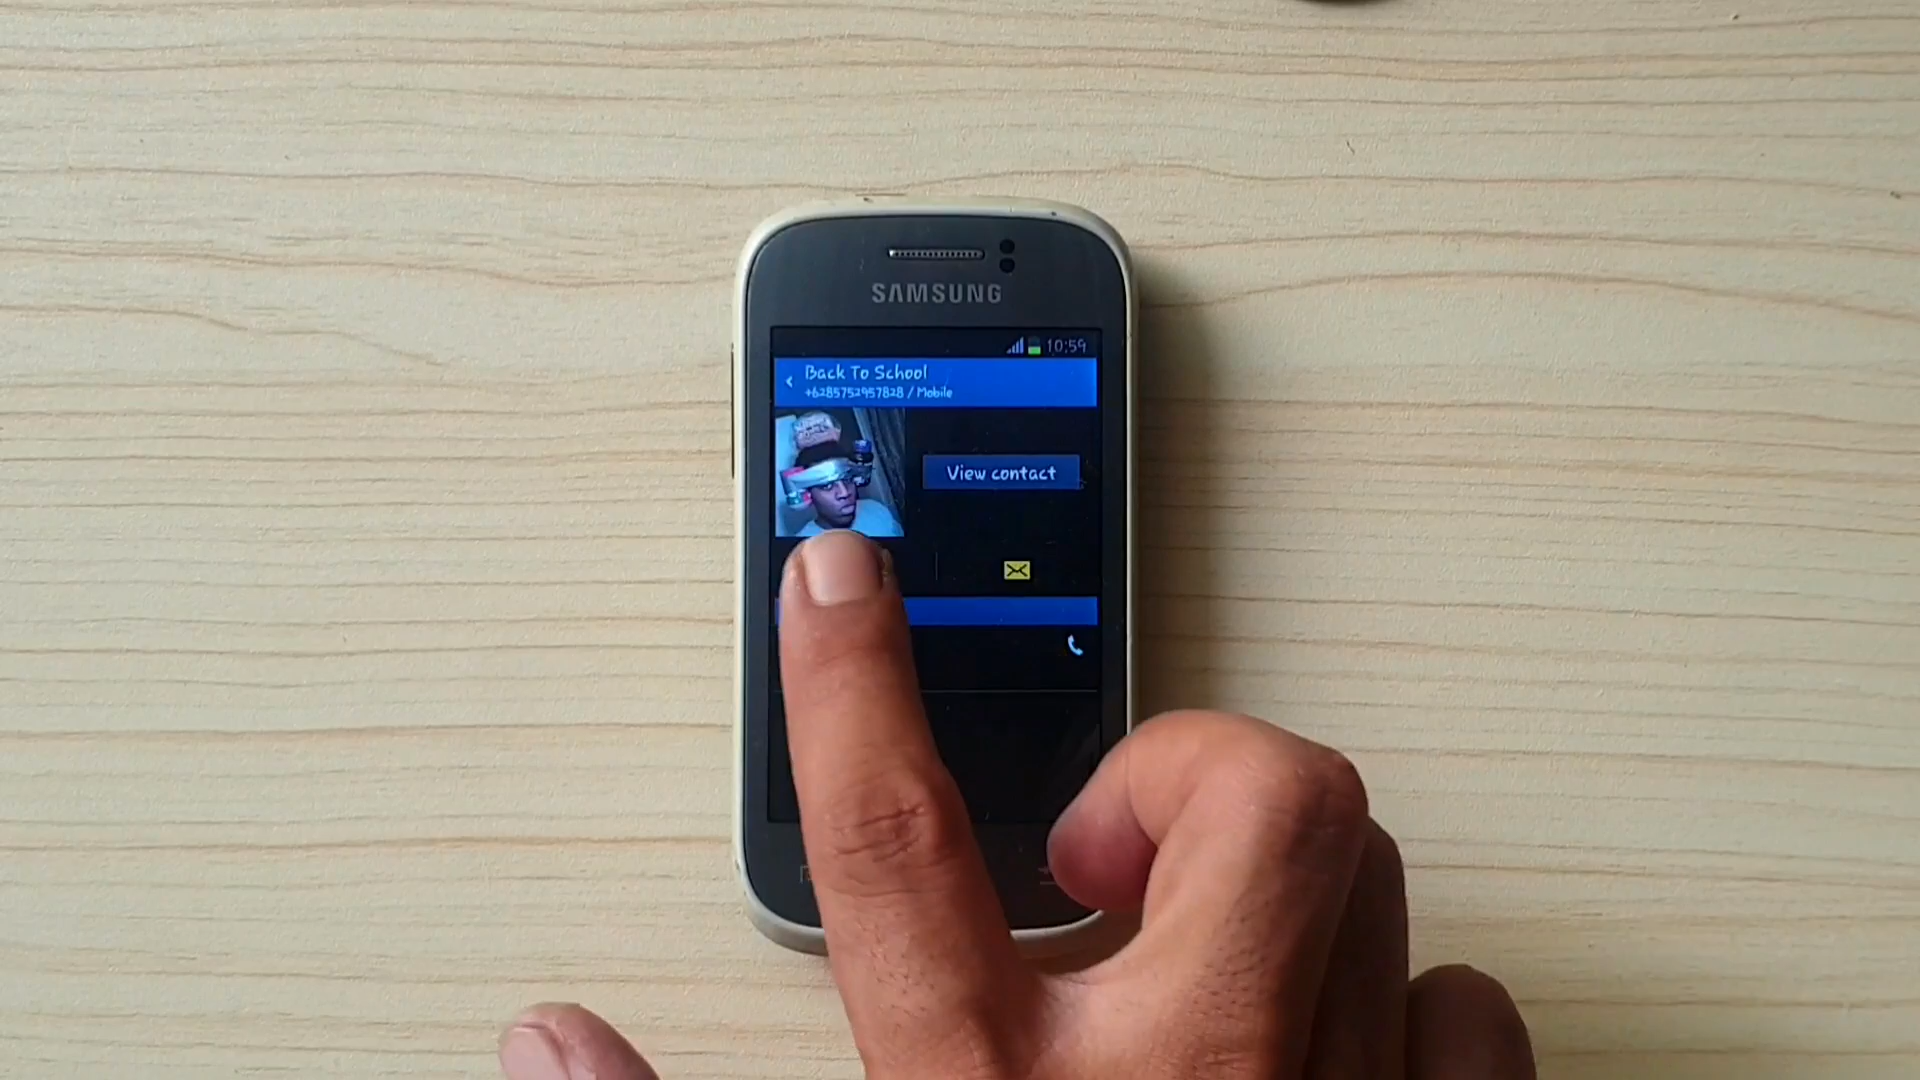 SAMSUNG
10:59
Back To School
+6285752957828 / Mobile
View contact